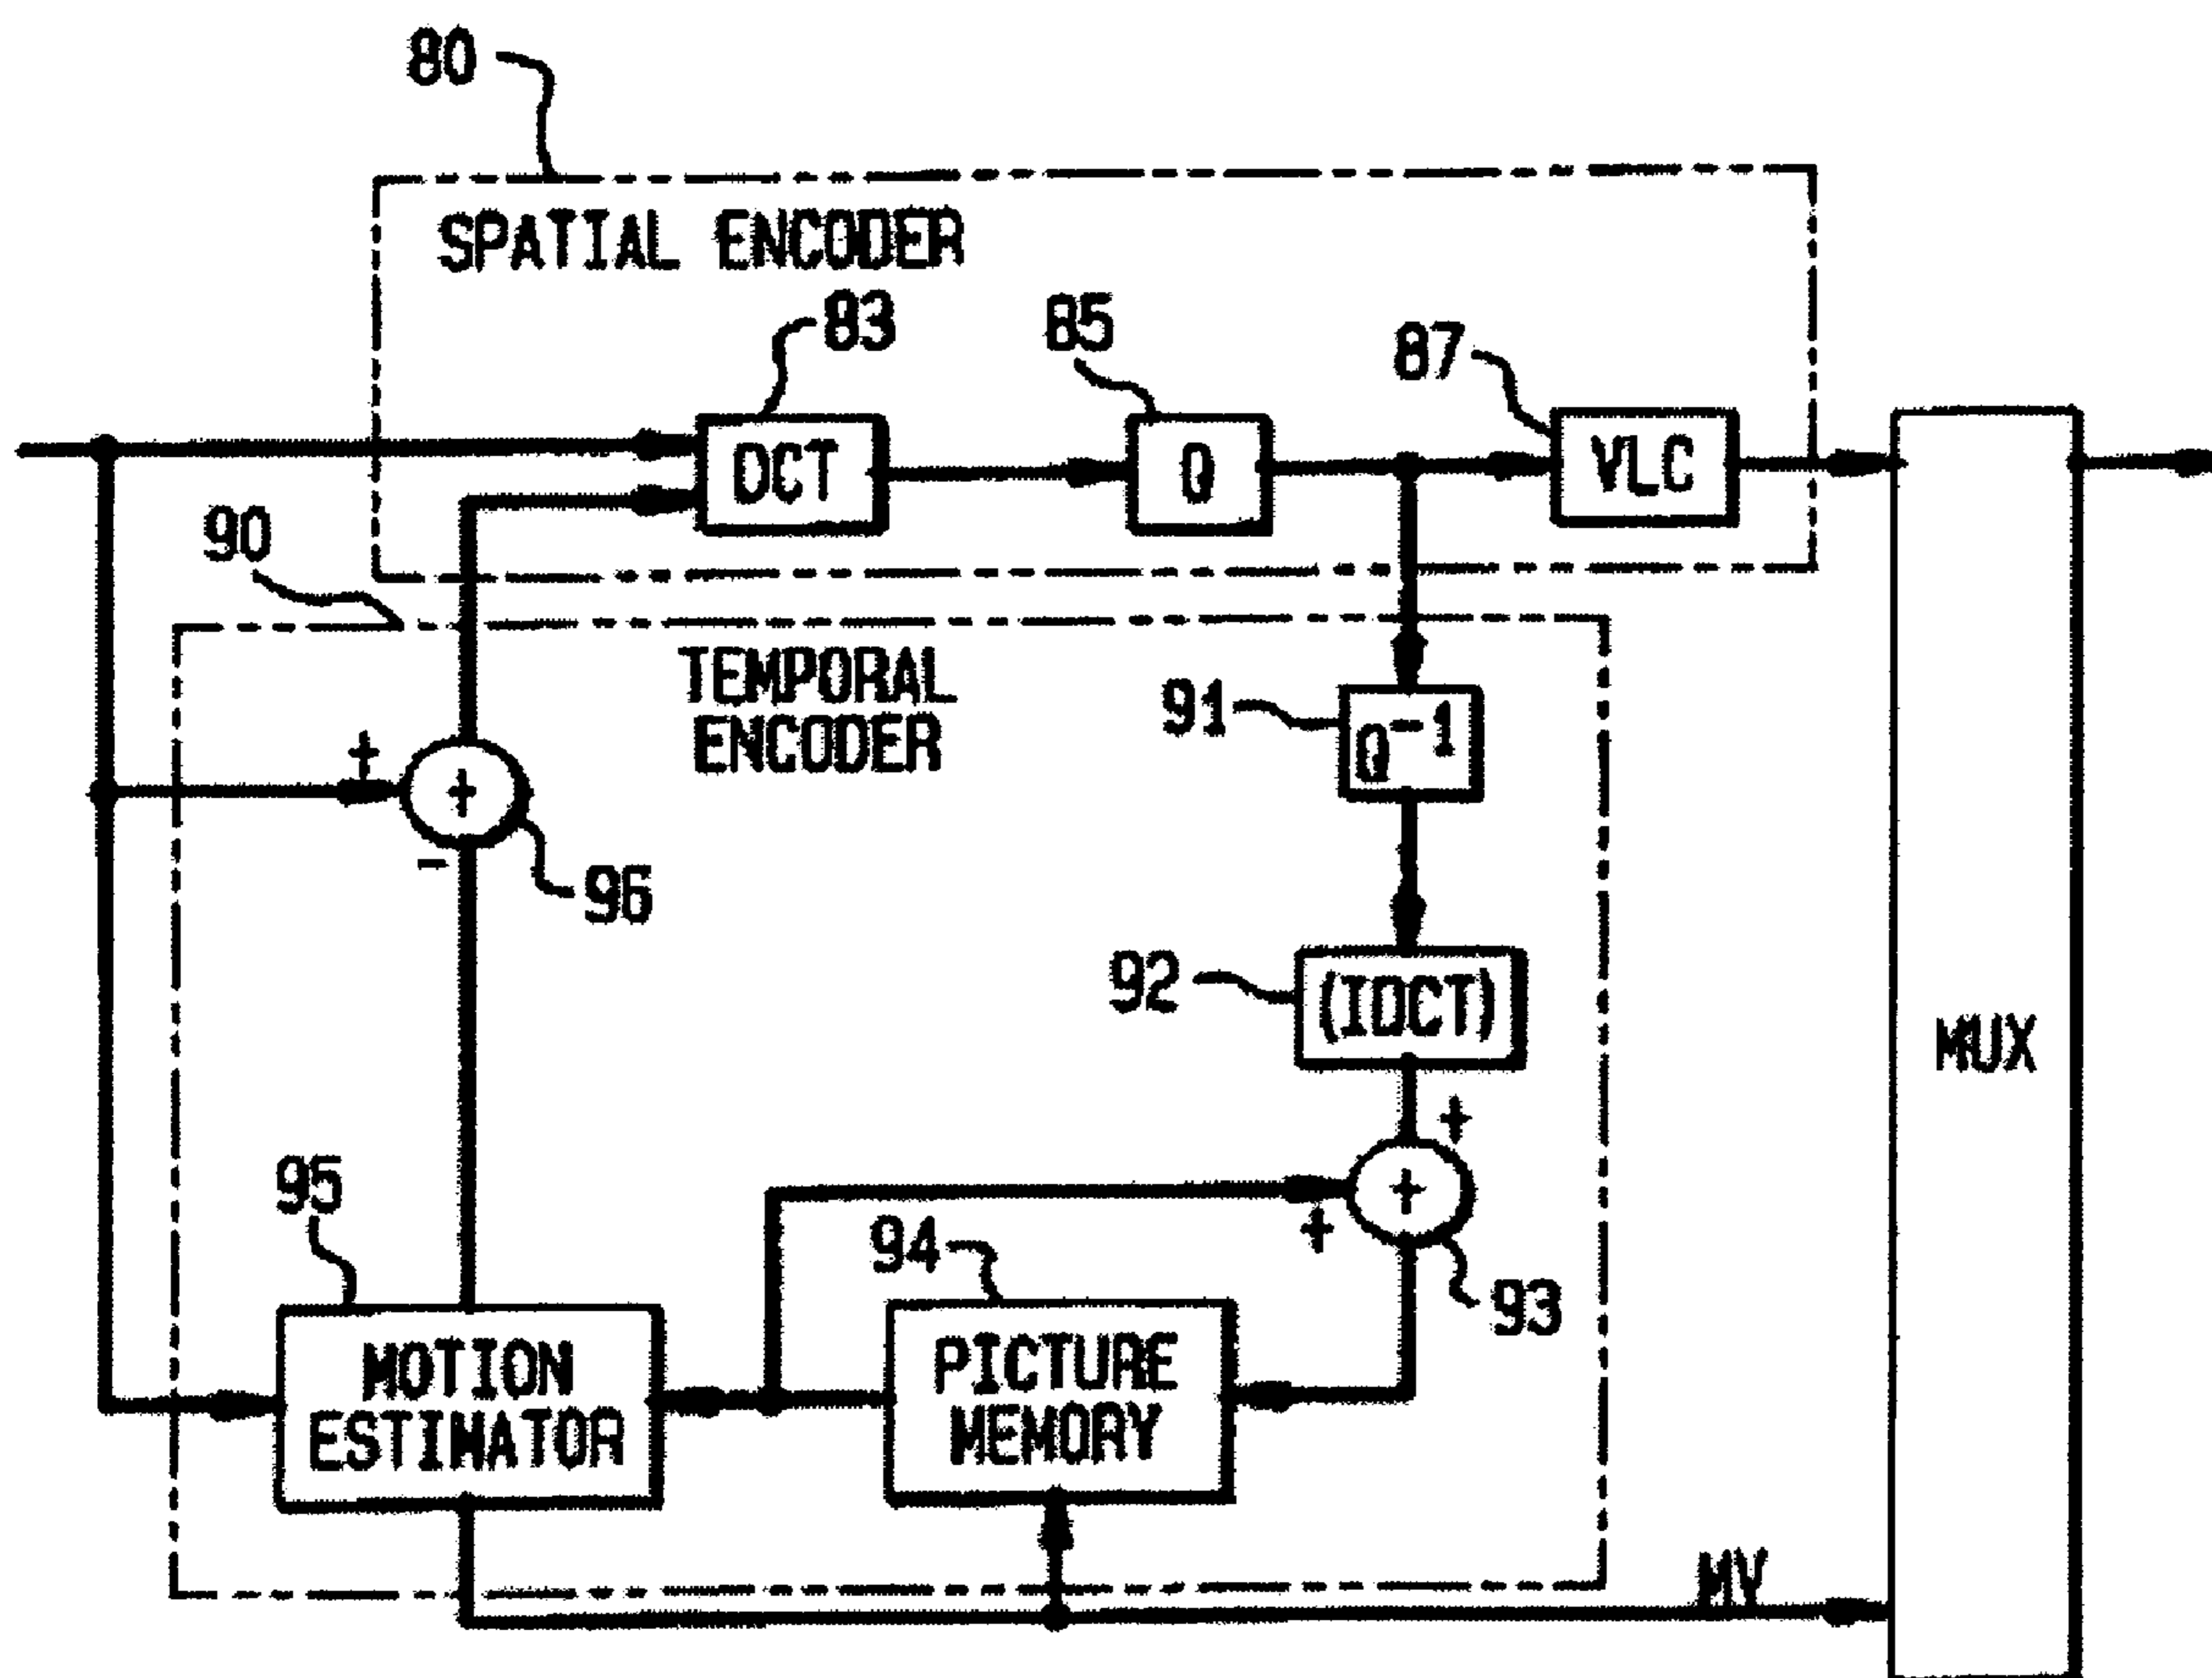 80
SPATIAL ENCODER
83
85
87
DCT
Q
VLC
90
TEMPORAL
ENCODER
91
Q-1
+
+
-
96
92
(IDCT)
MUX
+
+
+
93
95
94
MOTION
ESTIMATOR
PICTURE
MEMORY
MV